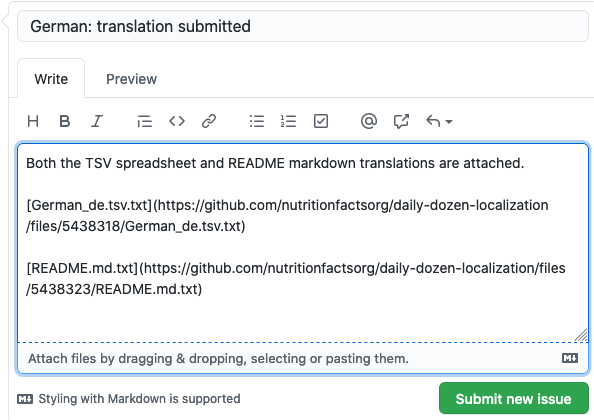 German: translation submitted
Write Preview
H B I @
Both the TSV spreadsheet and README markdown translations are attached.
[German_de.tsv.txt](https://github.com/nutritionfactsorg/daily-dozen-localization
/files/5438318/German_de.tsv.txt)
[README.md.txt](https://github.com/nutritionfactsorg/daily-dozen-localization/files
/5438323/README.md.txt)
Attach files by dragging & dropping, selecting or pasting them.
Styling with Markdown is supported
Submit new issue